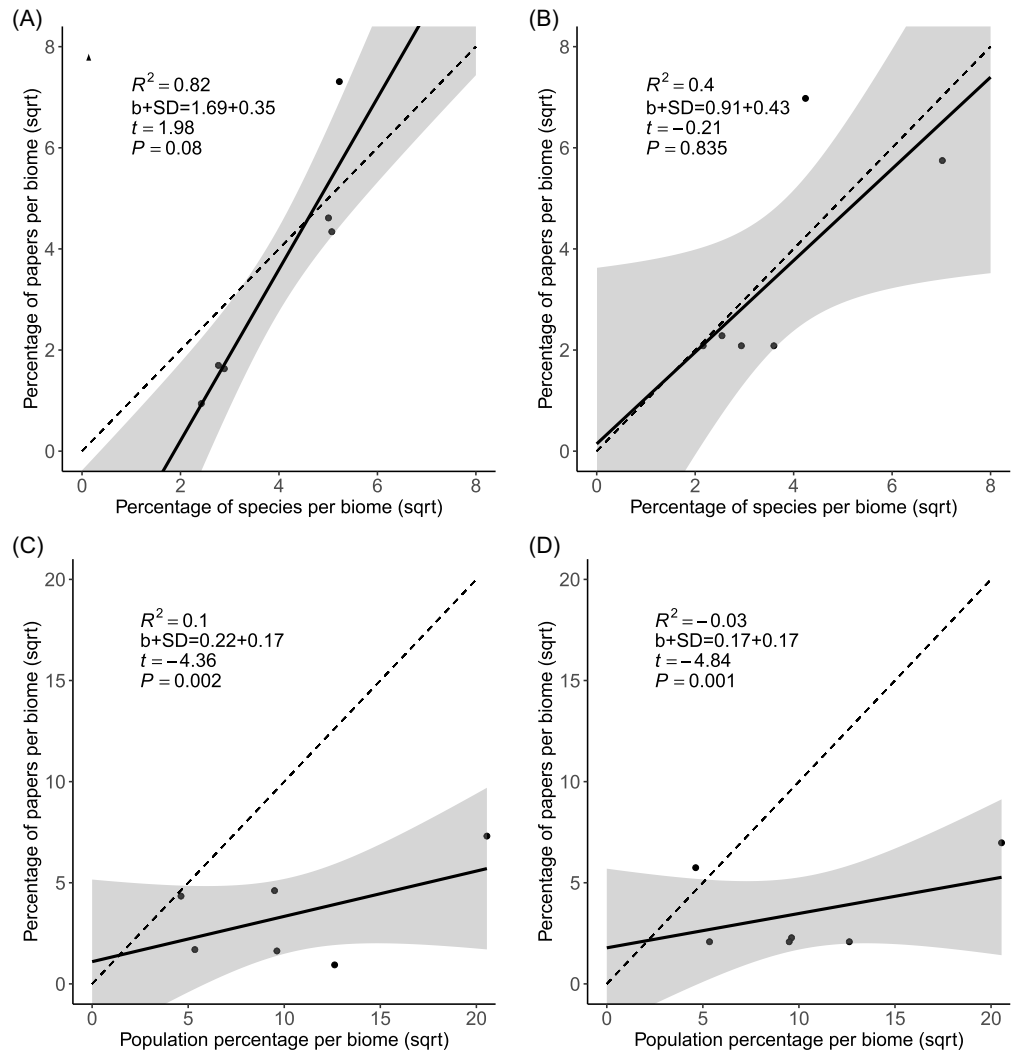 (A)
8
6
4
2
0
Percentage of papers per biome (sqrt)
R² = 0.82
b+SD=1.69+0.35
t = 1.98
P = 0.08
0 2 4 6 8
Percentage of species per biome (sqrt)
(B)
8
6
4
2
0
Percentage of papers per biome (sqrt)
R² = 0.4
b+SD=0.91+0.43
t = −0.21
P = 0.835
0 2 4 6 8
Percentage of species per biome (sqrt)
(C)
20
15
10
5
0
Percentage of papers per biome (sqrt)
R² = 0.1
b+SD=0.22+0.17
t = −4.36
P = 0.002
0 5 10 15 20
Population percentage per biome (sqrt)
(D)
20
15
10
5
0
Percentage of papers per biome (sqrt)
R² = −0.03
b+SD=0.17+0.17
t = −4.84
P = 0.001
0 5 10 15 20
Population percentage per biome (sqrt)